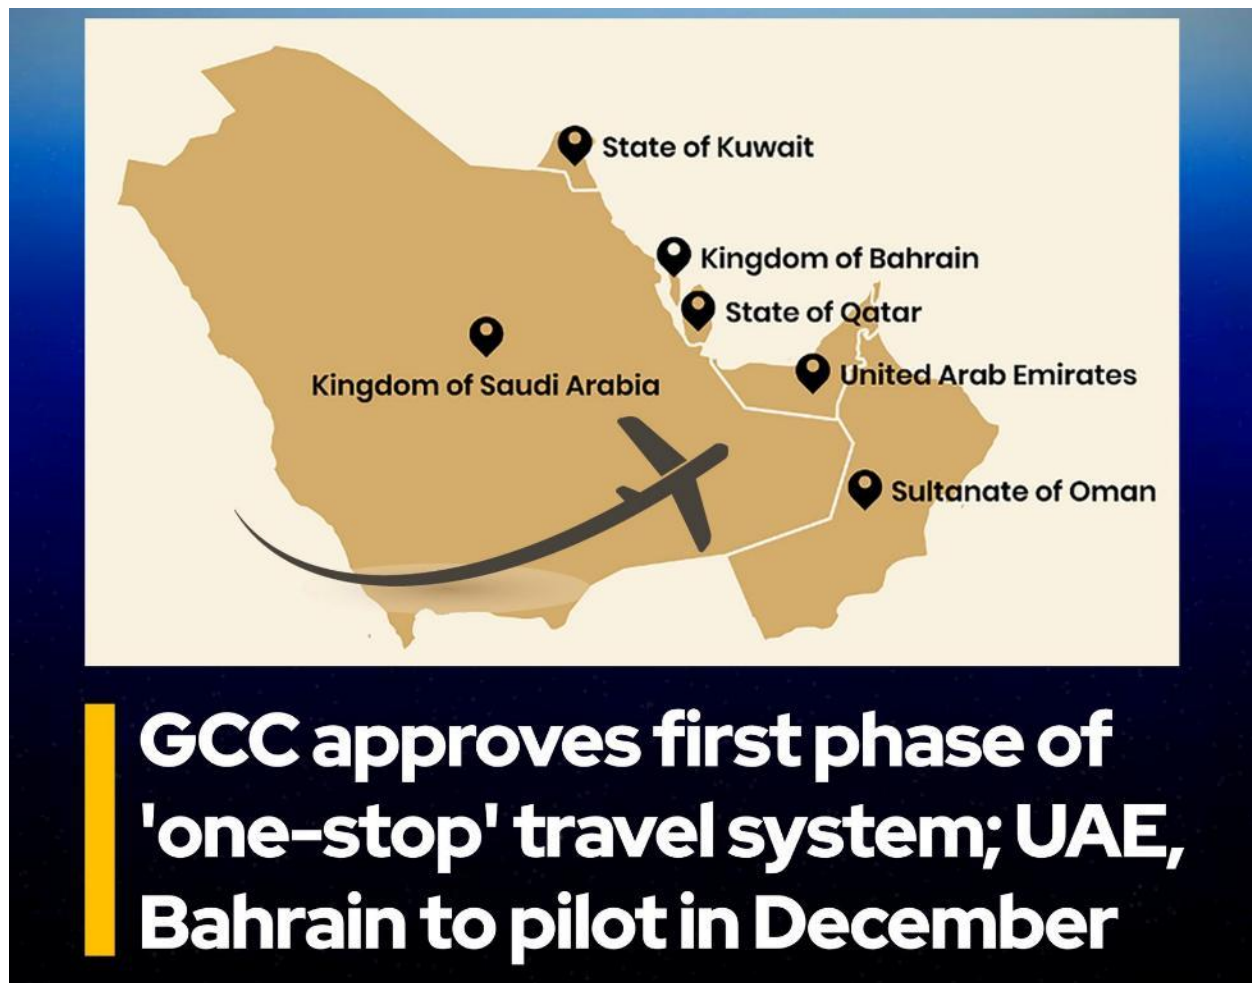 State of Kuwait
Kingdom of Bahrain
State of Qatar
Kingdom of Saudi Arabia
United Arab Emirates
Sultanate of Oman
GCC approves first phase of
'one-stop' travel system; UAE,
Bahrain to pilot in December